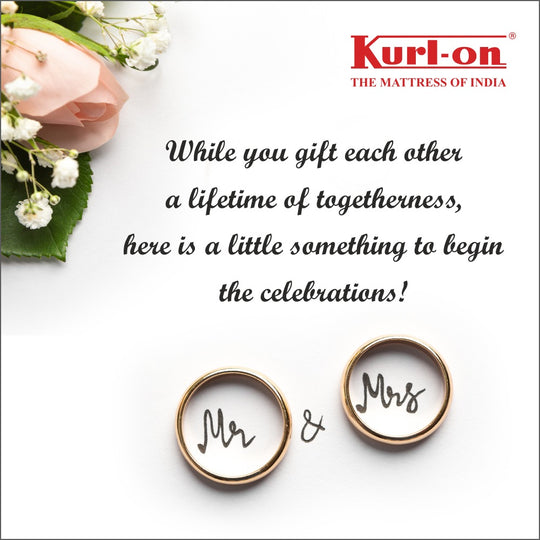 Kurl-on®
THE MATTRESS OF INDIA
While you gift each other
a lifetime of togetherness,
here is a little something to begin
the celebrations!
Mr & Mrs